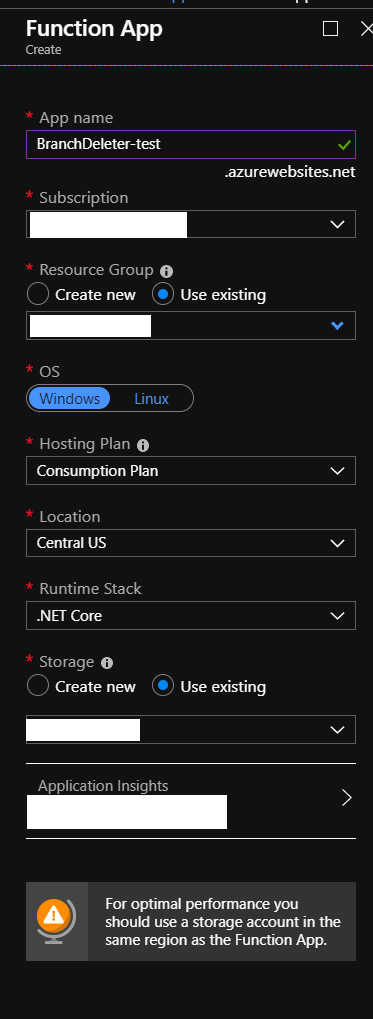 Function App
Create
* App name
BranchDeleter-test
.azurewebsites.net
* Subscription
* Resource Group
Create new Use existing
* OS
Windows Linux
* Hosting Plan
Consumption Plan
* Location
Central US
* Runtime Stack
.NET Core
* Storage
Create new Use existing
Application Insights
For optimal performance you
should use a storage account in the
same region as the Function App.